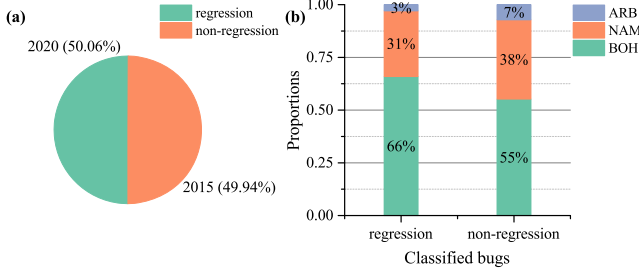 (a)
regression
non-regression
2020 (50.06%)
2015 (49.94%)
(b)
ARB
NAM
BOH
Proportions
1.00
0.75
0.50
0.25
0.00
3%
31%
66%
7%
38%
55%
regression
non-regression
Classified bugs